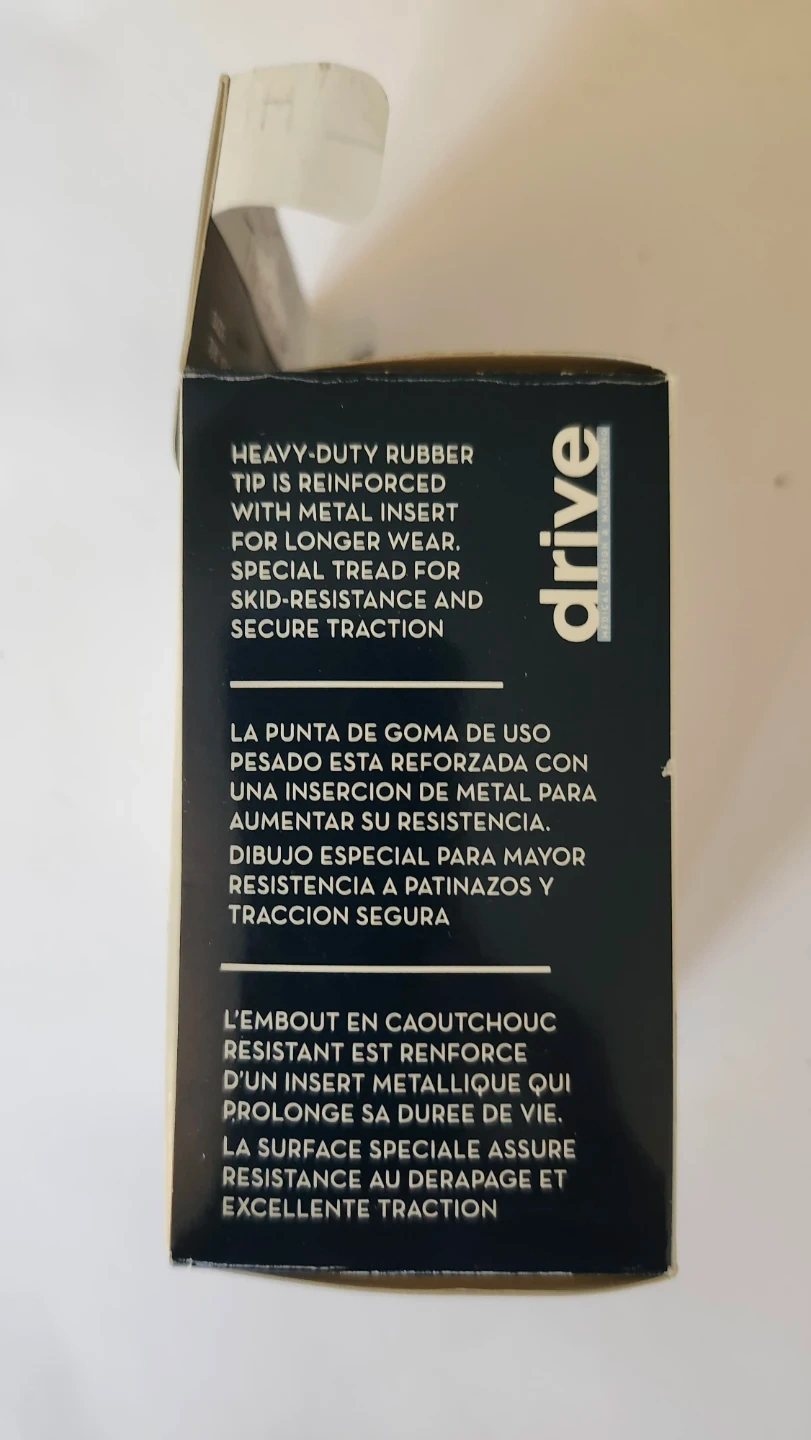 HEAVY-DUTY RUBBER
TIP IS REINFORCED
WITH METAL INSERT
FOR LONGER WEAR.
SPECIAL TREAD FOR
SKID-RESISTANCE AND
SECURE TRACTION
drive
MEDICAL DESIGN & MANUFACTURING
LA PUNTA DE GOMA DE USO
PESADO ESTA REFORZADA CON
UNA INSERCION DE METAL PARA
AUMENTAR SU RESISTENCIA.
DIBUJO ESPECIAL PARA MAYOR
RESISTENCIA A PATINAZOS Y
TRACCION SEGURA
L'EMBOUT EN CAOUTCHOUC
RESISTANT EST RENFORCE
D'UN INSERT METALLIQUE QUI
PROLONGE SA DUREE DE VIE.
LA SURFACE SPECIALE ASSURE
RESISTANCE AU DERAPAGE ET
EXCELLENTE TRACTION